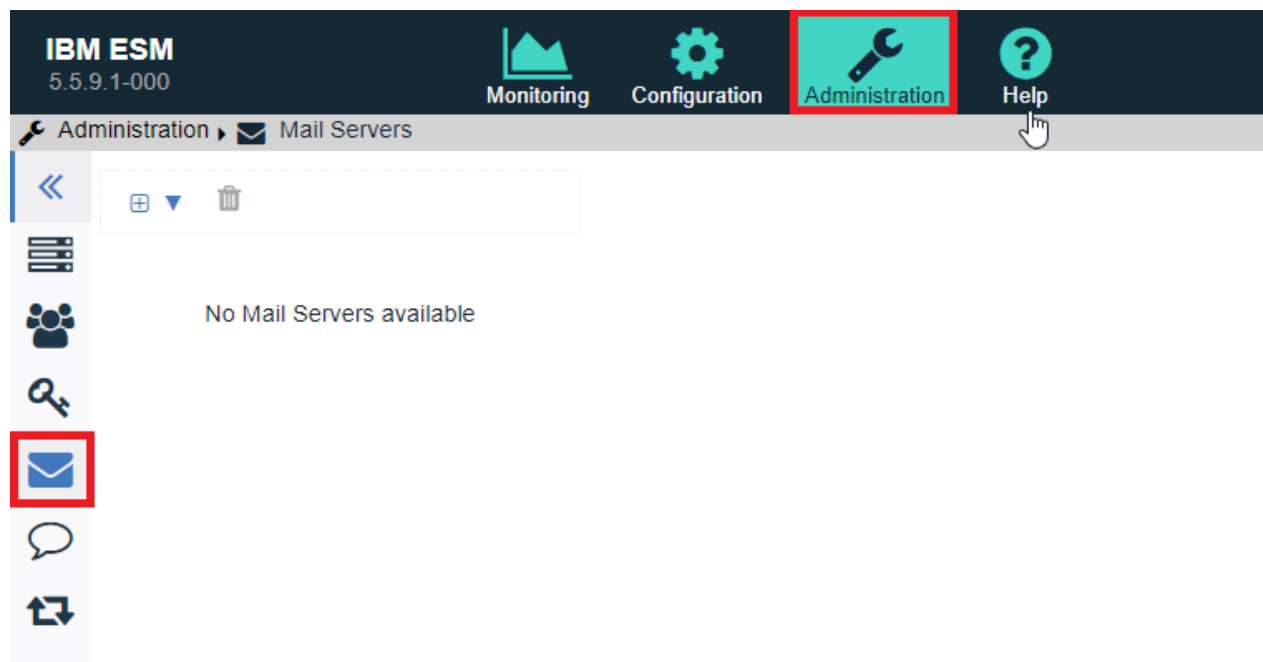 IBM ESM
5.5.9.1-000
Monitoring
Configuration
Administration
Help
Administration Mail Servers
No Mail Servers available